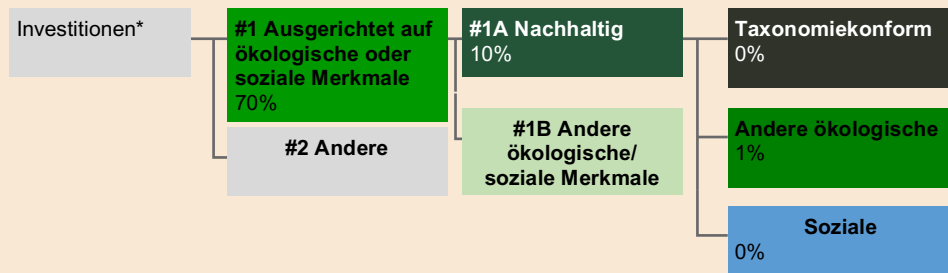 Investitionen*
#1 Ausgerichtet auf
ökologische oder
soziale Merkmale
70%
#2 Andere
#1A Nachhaltig
10%
#1B Andere
ökologische/
soziale Merkmale
Taxonomiekonform
0%
Andere ökologische
1%
Soziale
0%